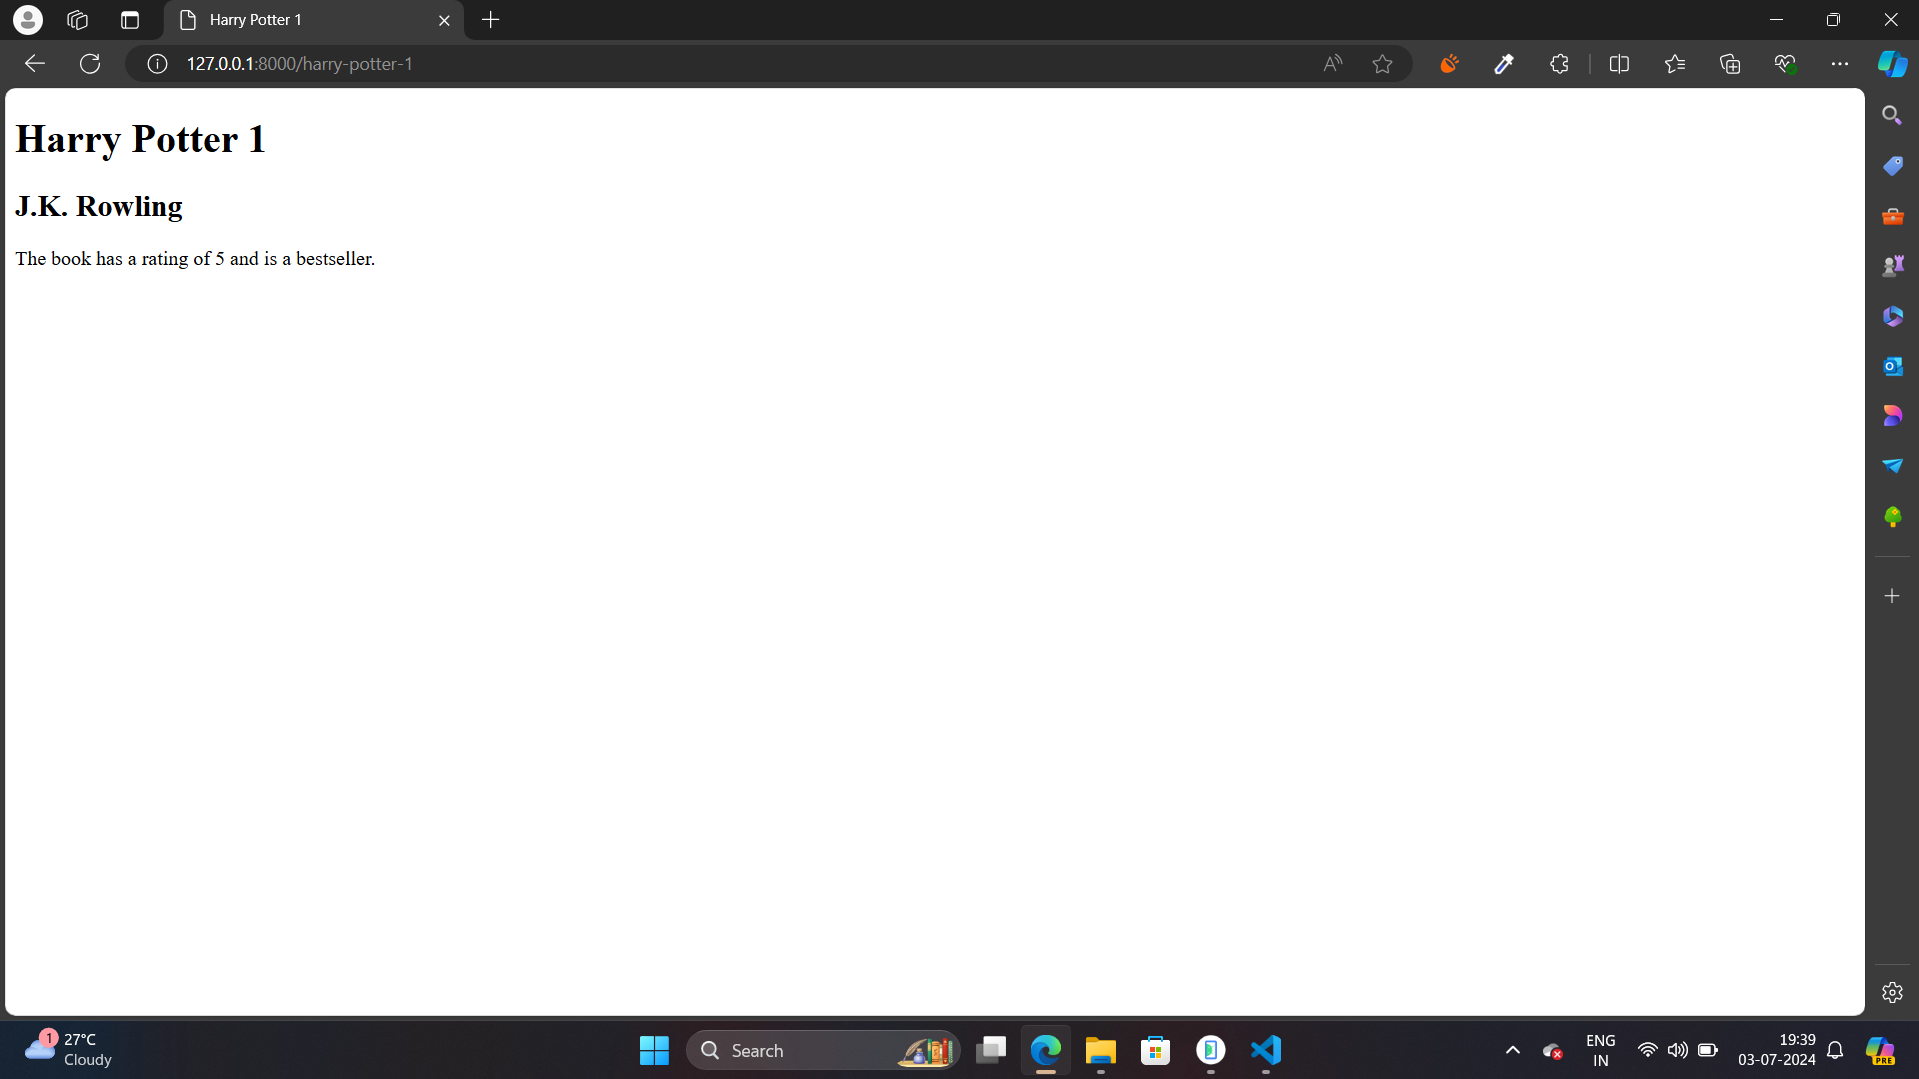 Harry Potter 1
127.0.0.1:8000/harry-potter-1
Harry Potter 1
J.K. Rowling
The book has a rating of 5 and is a bestseller.
1
27°C
Cloudy
Search
ENG
IN
19:39
03-07-2024
PRE